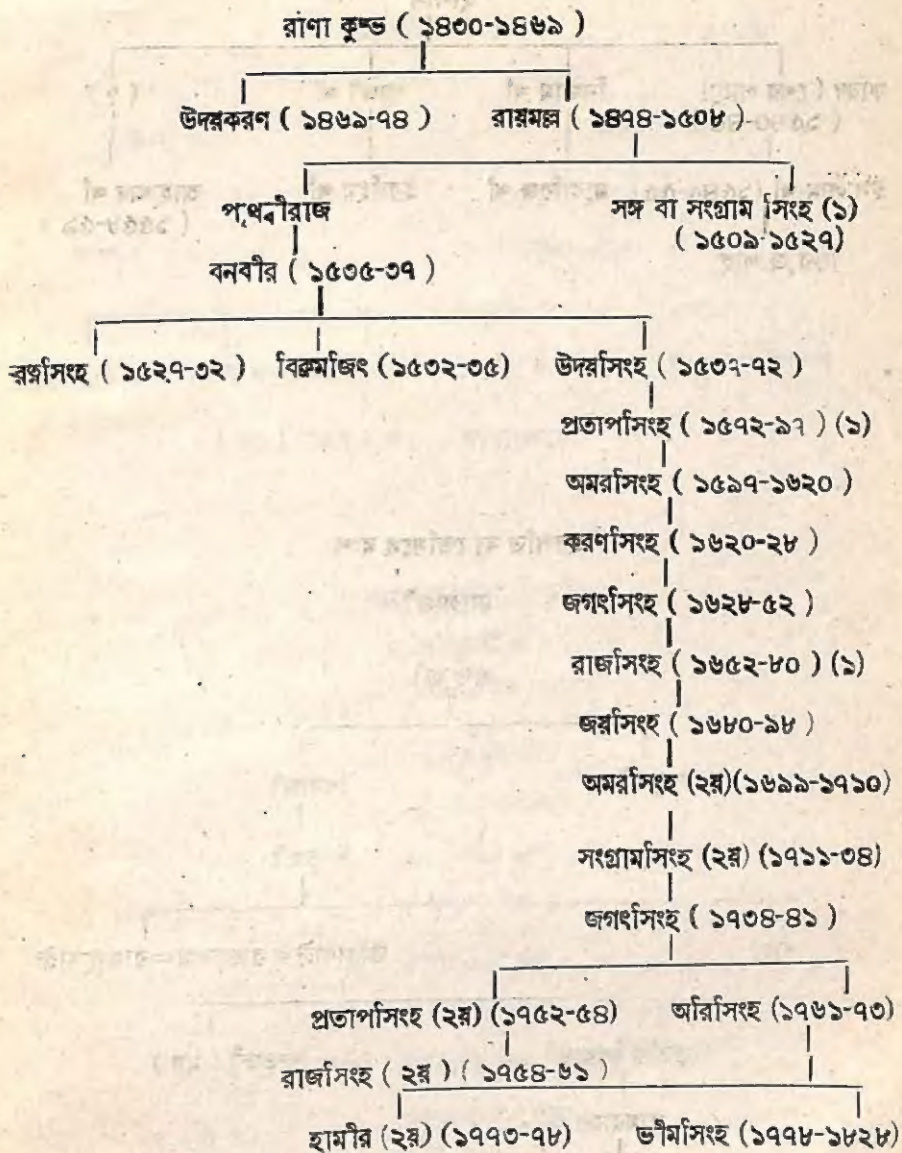 রাণা কুম্ভ ( ১৪৩০-১৪৬৯ )
উদয়করণ ( ১৪৬৯-৭৪ ) রায়মল্ল ( ১৪৭৪-১৫০৮ )
পৃথ্বীরাজ সঙ্গ বা সংগ্রাম সিংহ (১)
( ১৫০৯-১৫২৭)
বনবীর ( ১৫৩৫-৩৭ )
রত্নসিংহ ( ১৫২৭-৩২ ) বিক্রমজিৎ (১৫৩২-৩৫) উদয়সিংহ ( ১৫৩৭-৭২ )
প্রতাপসিংহ ( ১৫৭২-৯৭ ) (১)
অমরসিংহ ( ১৫৯৭-১৬২০ )
করণসিংহ ( ১৬২০-২৮ )
জগৎসিংহ ( ১৬২৮-৫২ )
রাজসিংহ ( ১৬৫২-৮০ ) (১)
জয়সিংহ ( ১৬৮০-৯৮ )
অমরসিংহ (২য়)(১৬৯৯-১৭১০)
সংগ্রামসিংহ (২য়) (১৭১১-৩৪)
জগৎসিংহ ( ১৭৩৪-৪১ )
প্রতাপসিংহ (২য়) (১৭৫২-৫৪) অরিসিংহ (১৭৬১-৭৩)
রাজসিংহ ( ২য় ) ( ১৭৫৪-৬১ )
হামীর (২য়) (১৭৭৩-৭৮) ভীমসিংহ (১৭৭৮-১৮২৮)